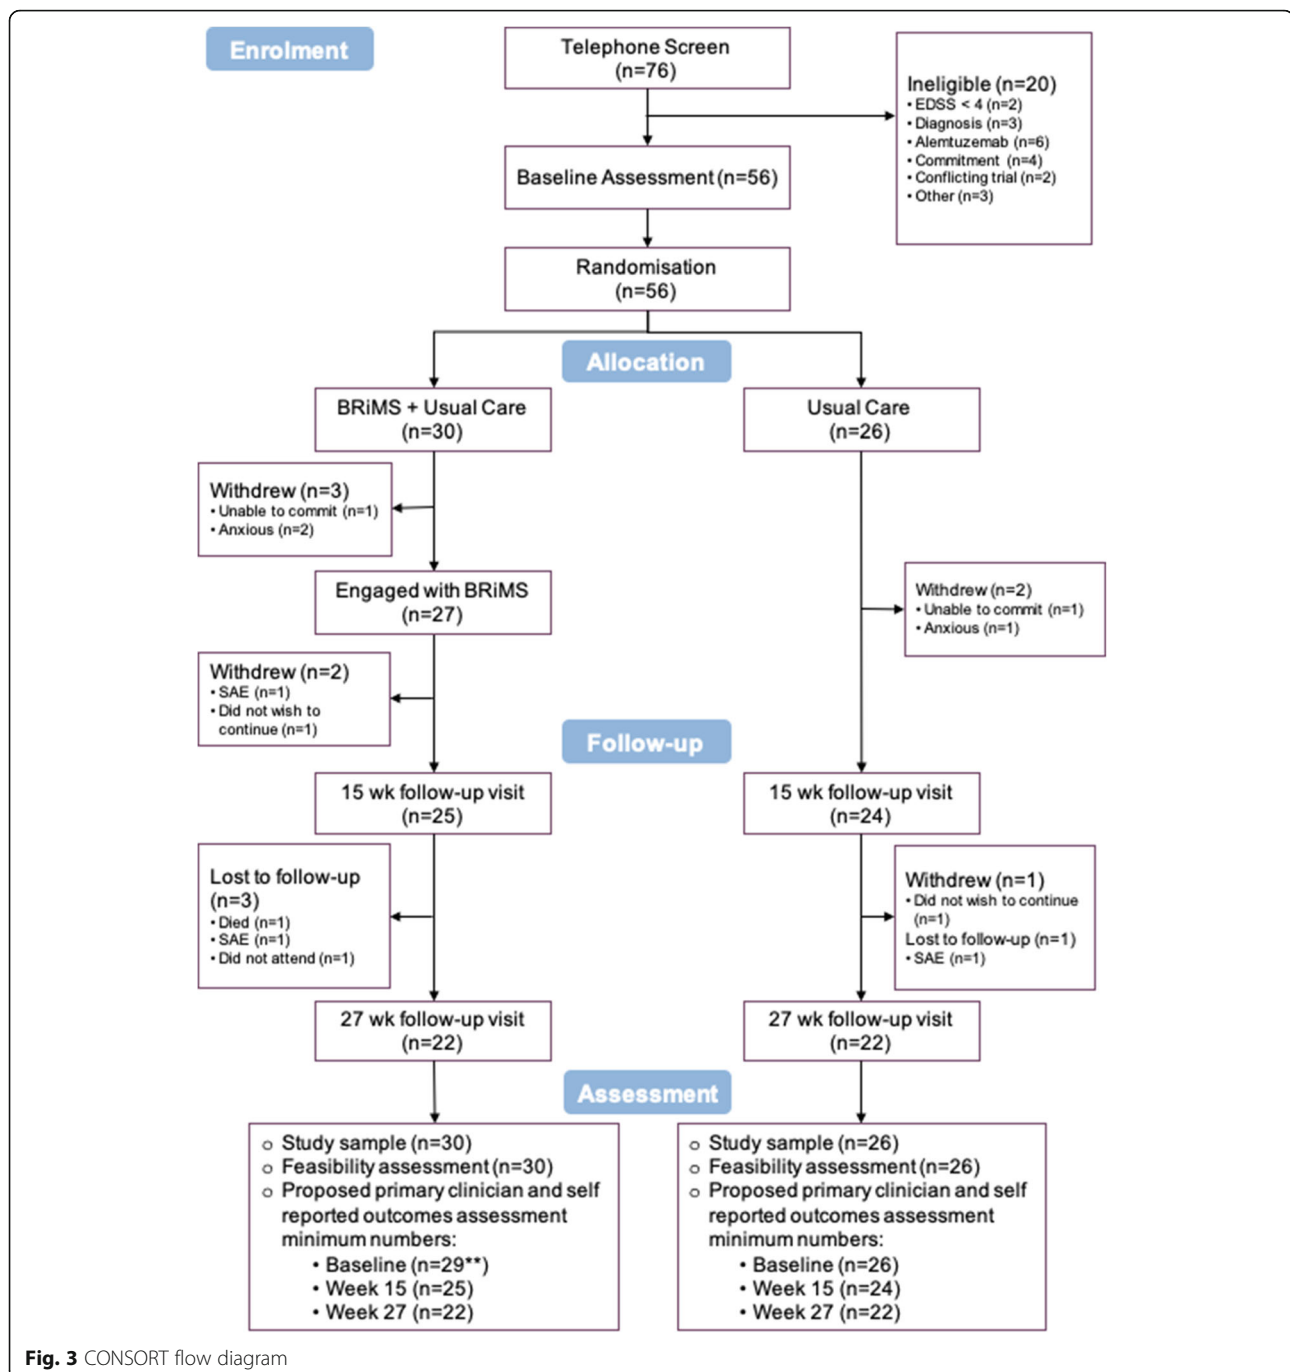 Enrolment
Telephone Screen
(n=76)
Ineligible (n=20)
• EDSS < 4 (n=2)
• Diagnosis (n=3)
• Alemtuzemab (n=6)
• Commitment (n=4)
• Conflicting trial (n=2)
• Other (n=3)
Baseline Assessment (n=56)
Randomisation
(n=56)
Allocation
BRiMS + Usual Care
(n=30)
Usual Care
(n=26)
Withdrew (n=3)
• Unable to commit (n=1)
• Anxious (n=2)
Engaged with BRiMS
(n=27)
Withdrew (n=2)
• Unable to commit (n=1)
• Anxious (n=1)
Withdrew (n=2)
• SAE (n=1)
• Did not wish to
continue (n=1)
Follow-up
15 wk follow-up visit
(n=25)
15 wk follow-up visit
(n=24)
Lost to follow-up
(n=3)
• Died (n=1)
• SAE (n=1)
• Did not attend (n=1)
Withdrew (n=1)
• Did not wish to continue
(n=1)
Lost to follow-up (n=1)
• SAE (n=1)
27 wk follow-up visit
(n=22)
27 wk follow-up visit
(n=22)
Assessment
o Study sample (n=30)
o Feasibility assessment (n=30)
o Proposed primary clinician and self
reported outcomes assessment
minimum numbers:
• Baseline (n=29**)
• Week 15 (n=25)
• Week 27 (n=22)
o Study sample (n=26)
o Feasibility assessment (n=26)
o Proposed primary clinician and self
reported outcomes assessment
minimum numbers:
• Baseline (n=26)
• Week 15 (n=24)
• Week 27 (n=22)
Fig. 3 CONSORT flow diagram